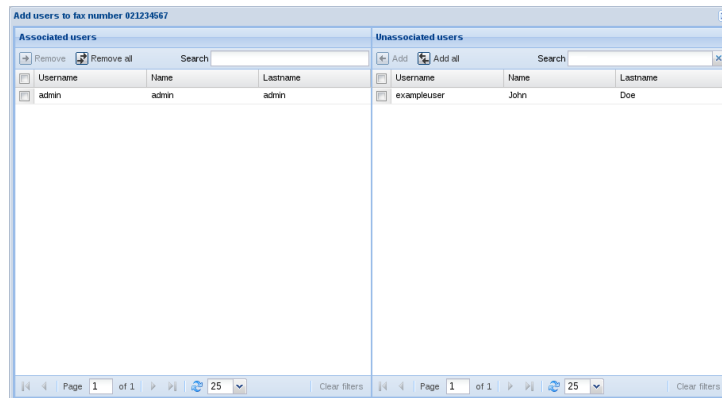 Add users to fax number 021234567
Associated users
Remove Remove all Search
Username Name Lastname
admin admin admin
Page 1 of 1 25 Clear filters
Unassociated users
Add Add all Search
Username Name Lastname
exampleuser John Doe
Page 1 of 1 25 Clear filters